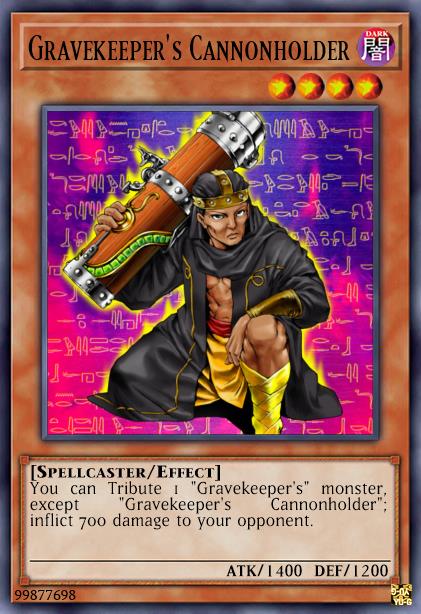 Gravekeeper's Cannonholder
DARK
闇
[Spellcaster/Effect]
You can Tribute 1 "Gravekeeper's" monster,
except "Gravekeeper's Cannonholder";
inflict 700 damage to your opponent.
ATK/1400 DEF/1200
99877698